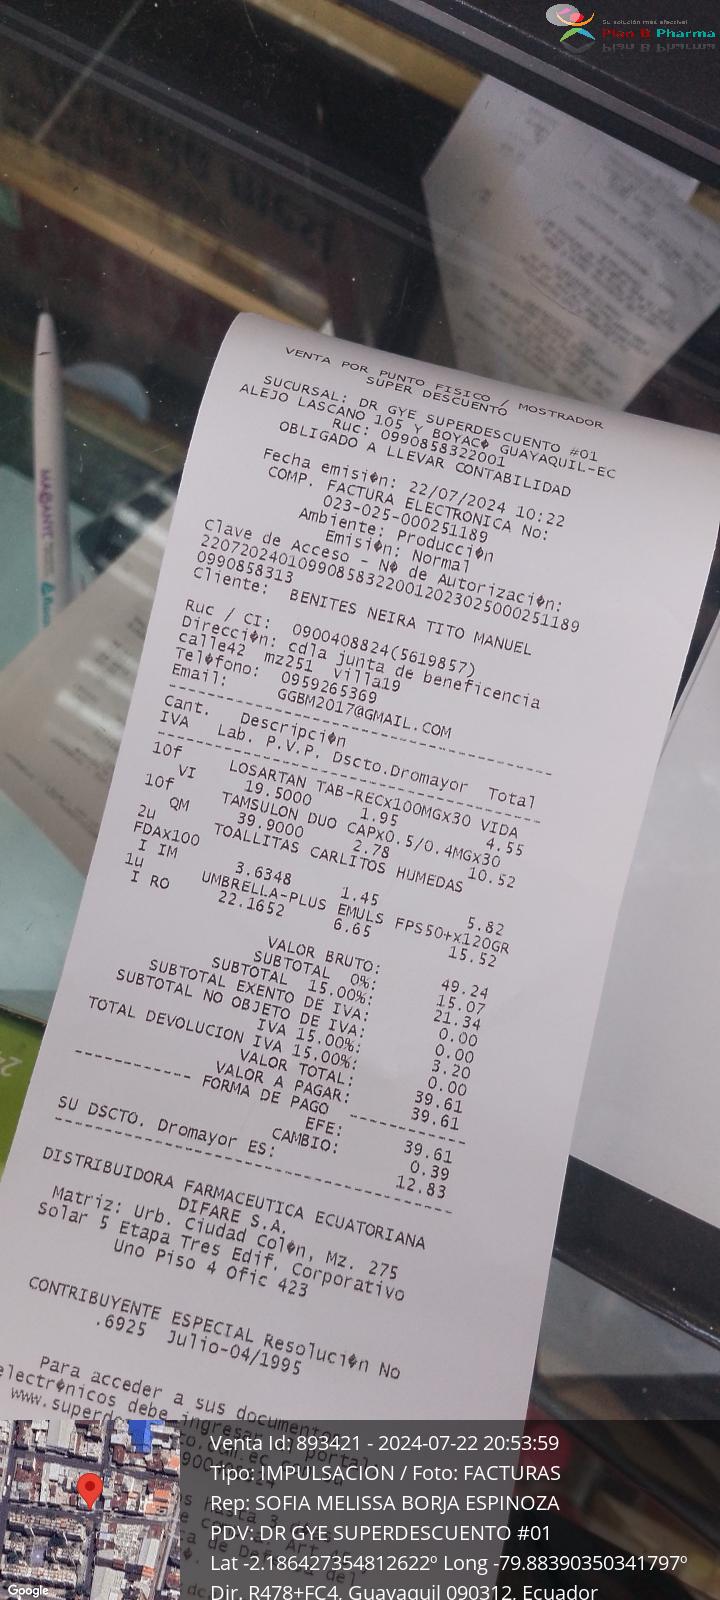 Su solución más efectiva!
Plan B Pharma
VENTA POR PUNTO FISICO / MOSTRADOR
SUPER DESCUENTO
SUCURSAL: DR GYE SUPERDESCUENTO #01
ALEJO LASCANO 105 Y BOYAC� GUAYAQUIL-EC
Ruc: 0990858322001
OBLIGADO A LLEVAR CONTABILIDAD
Fecha emisi�n: 22/07/2024 10:22
COMP. FACTURA ELECTRONICA No:
023-025-000251189
Ambiente: Producci�n
Emisi�n: Normal
Clave de Acceso - N� de Autorizaci�n:
220720240109908583220012023025000251189
0990858313
Cliente: BENITES NEIRA TITO MANUEL
Ruc / CI: 0900408824(5619857)
Direcci�n: cdla junta de beneficencia
calle42 mz251 villa19
Tel�fono: 0959265369
Email: GGBM2017@GMAIL.COM
Cant. Descripci�n
IVA Lab. P.V.P. Dscto.Dromayor Total
10f LOSARTAN TAB-RECx100MGx30 VIDA
VI 19.5000 1.95 4.55
10f TAMSULON DUO CAPx0.5/0.4MGx30
QM 39.9000 2.78 10.52
2u TOALLITAS CARLITOS HUMEDAS
FDAx100
I IM 3.6348 1.45 5.82
1u UMBRELLA-PLUS EMULS FPS50+x120GR
I RO 22.1652 6.65 15.52
VALOR BRUTO: 49.24
SUBTOTAL 0%: 15.07
SUBTOTAL 15.00%: 21.34
SUBTOTAL EXENTO DE IVA: 0.00
SUBTOTAL NO OBJETO DE IVA: 0.00
IVA 15.00%: 3.20
TOTAL DEVOLUCION IVA 15.00%: 0.00
VALOR TOTAL: 39.61
VALOR A PAGAR: 39.61
FORMA DE PAGO
EFE: 39.61
CAMBIO: 0.39
SU DSCTO. Dromayor ES: 12.83
DISTRIBUIDORA FARMACEUTICA ECUATORIANA
DIFARE S.A.
Matriz: Urb. Ciudad Col�n, Mz. 275
Solar 5 Etapa Tres Edif. Corporativo
Uno Piso 4 Ofic 423
CONTRIBUYENTE ESPECIAL Resoluci�n No
.6925 Julio-04/1995
Para acceder a sus documentos
electr�nicos debe ingresar portal
Venta Id: 893421 - 2024-07-22 20:53:59
Tipo: IMPULSACION / Foto: FACTURAS
Rep: SOFIA MELISSA BORJA ESPINOZA
PDV: DR GYE SUPERDESCUENTO #01
Lat -2.186427354812622º Long -79.88390350341797º
Dir. R478+FC4, Guayaquil 090312, Ecuador
Google